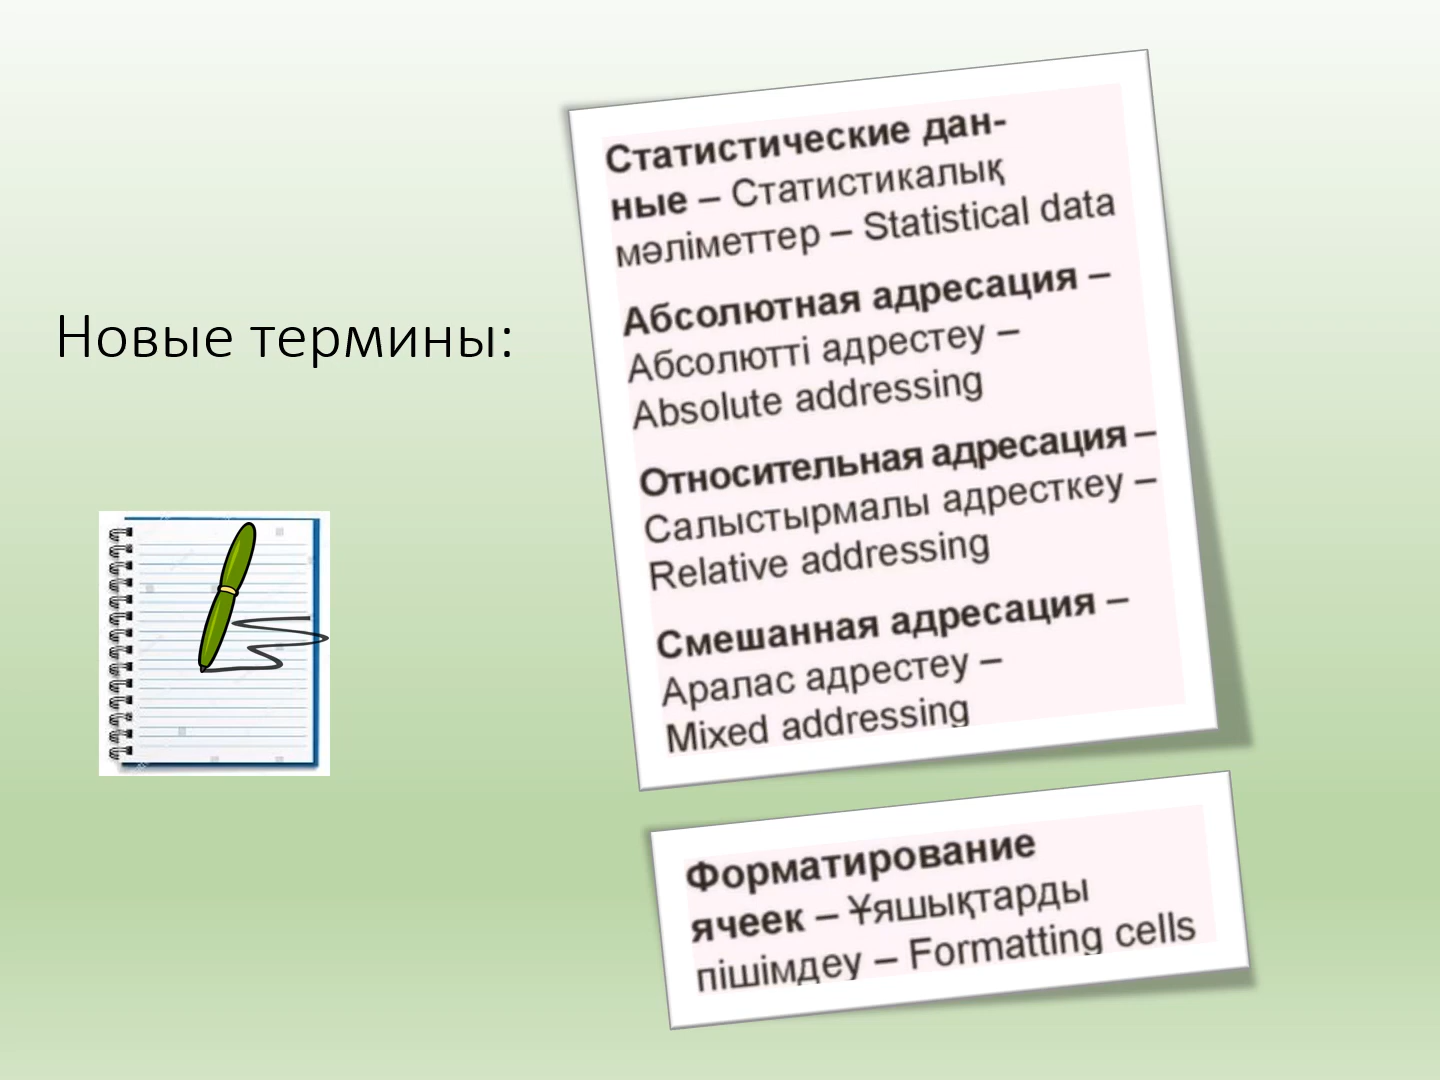 Новые термины:
Статистические дан-
ные – Статистикалық
мәліметтер – Statistical data
Абсолютная адресация –
Абсолютті адрестеу –
Absolute addressing
Относительная адресация –
Салыстырмалы адресткеу –
Relative addressing
Смешанная адресация –
Аралас адрестеу –
Mixed addressing
Форматирование
ячеек – Ұяшықтарды
пішімдеу – Formatting cells